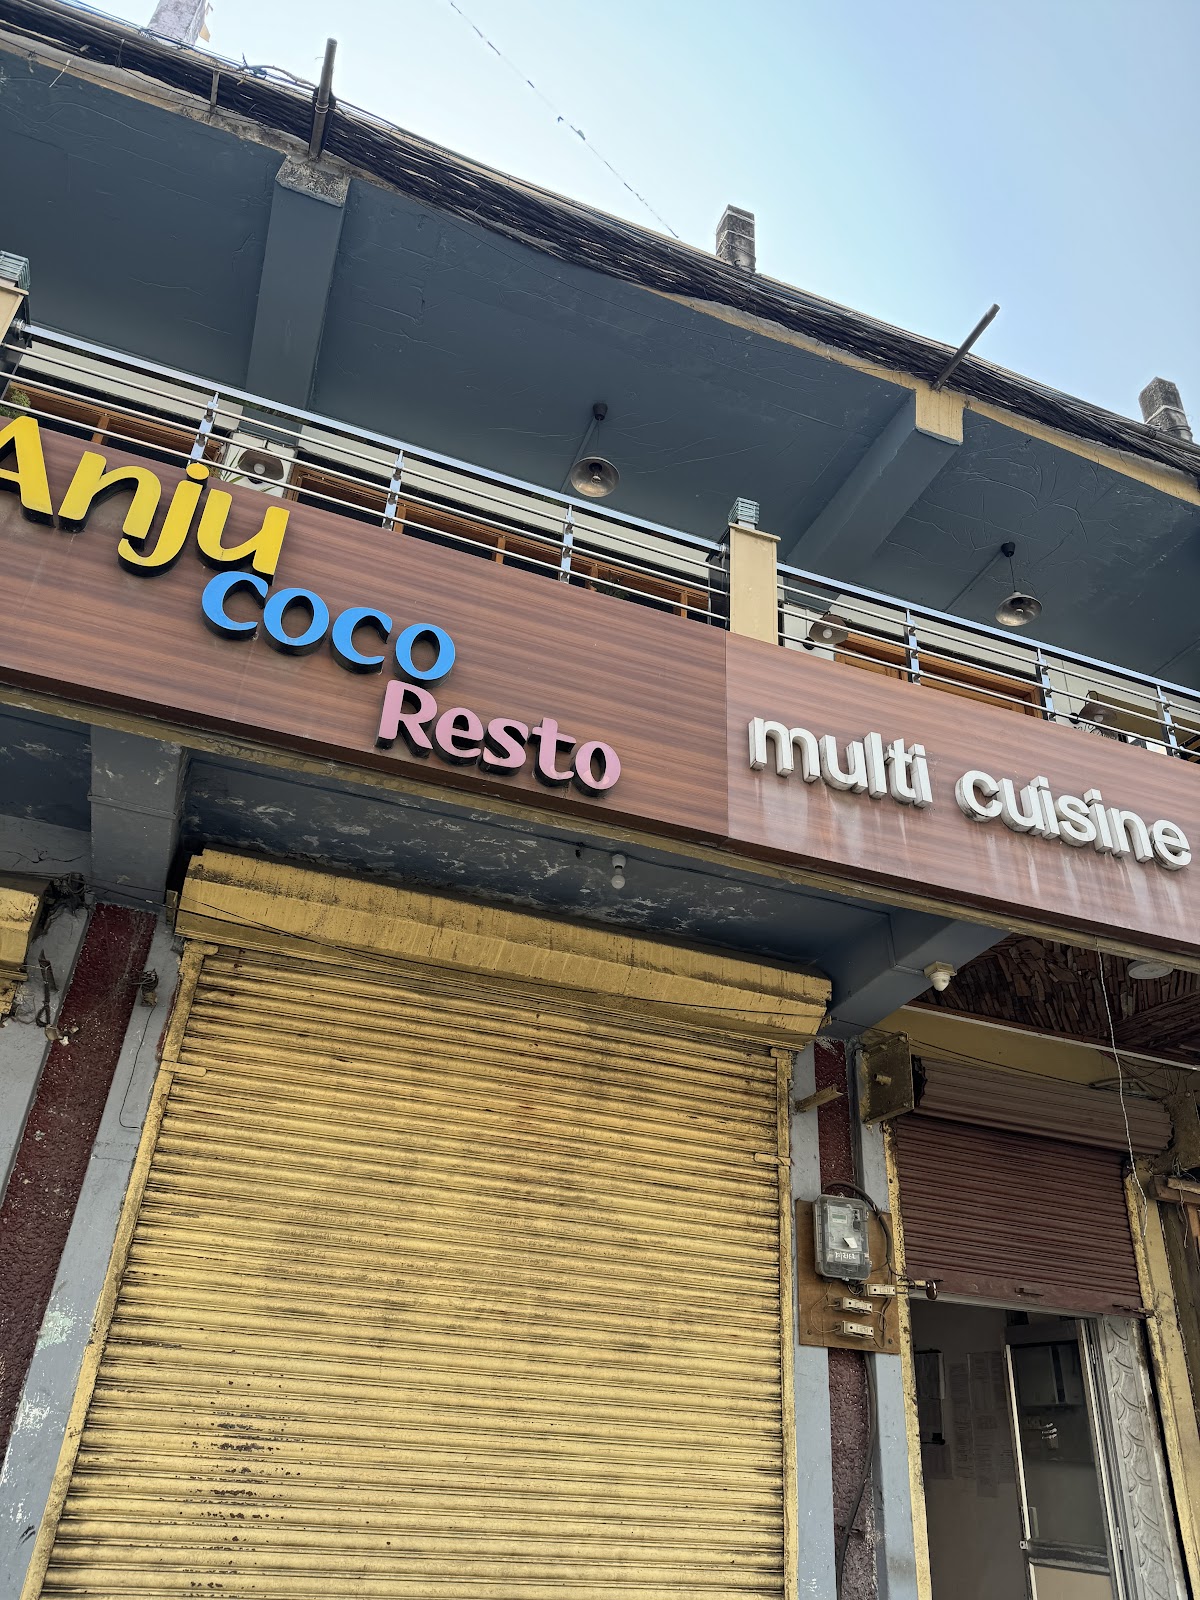 Anju
coco
Resto
multi cuisine